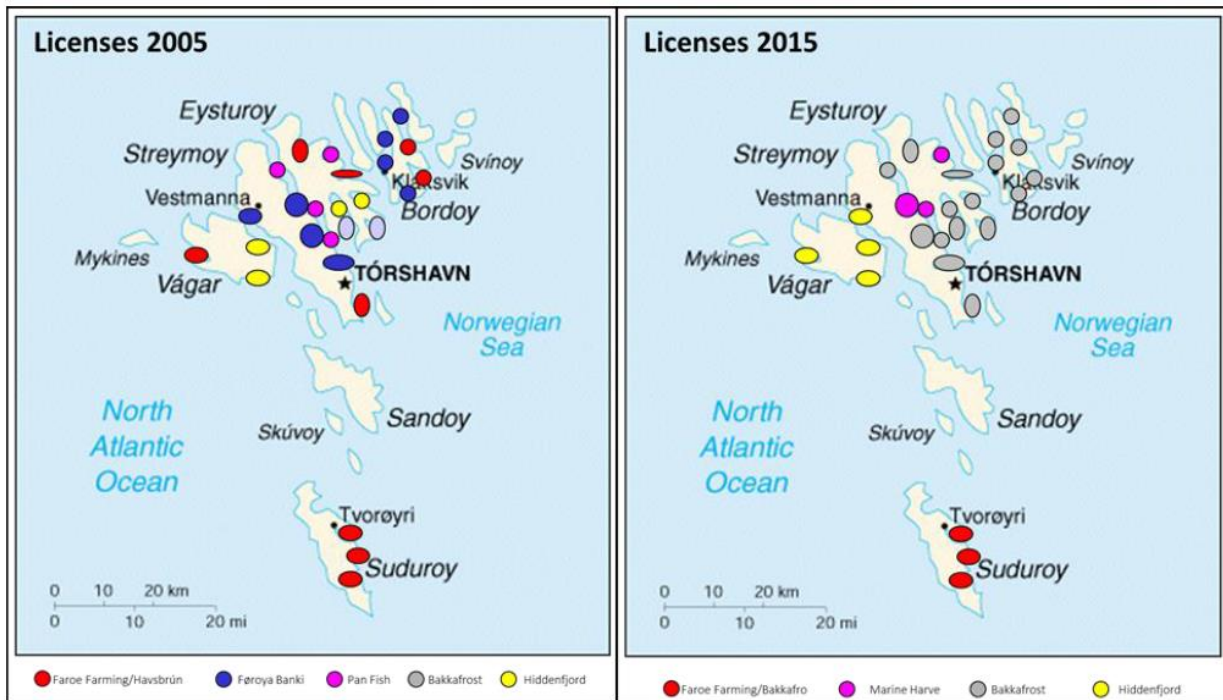 Licenses 2005
Eysturoy
Streymoy
Svínoy
Klaksvik
Vestmanna
Bordoy
Mykines
TÓRSHAVN
Vágar
Norwegian
Sea
North
Atlantic
Ocean
Sandoy
Skúvoy
Tvorøyri
Suduroy
0 10 20 km
0 10 20 mi
Faroe Farming/Havsbrún Føroya Banki Pan Fish Bakkafrost Hiddenfjord
Licenses 2015
Eysturoy
Streymoy
Svínoy
Klaksvik
Vestmanna
Bordoy
Mykines
TÓRSHAVN
Vágar
Norwegian
Sea
North
Atlantic
Ocean
Sandoy
Skúvoy
Tvorøyri
Suduroy
0 10 20 km
0 10 20 mi
Faroe Farming/Bakkafro Marine Harve Bakkafrost Hiddenfjord